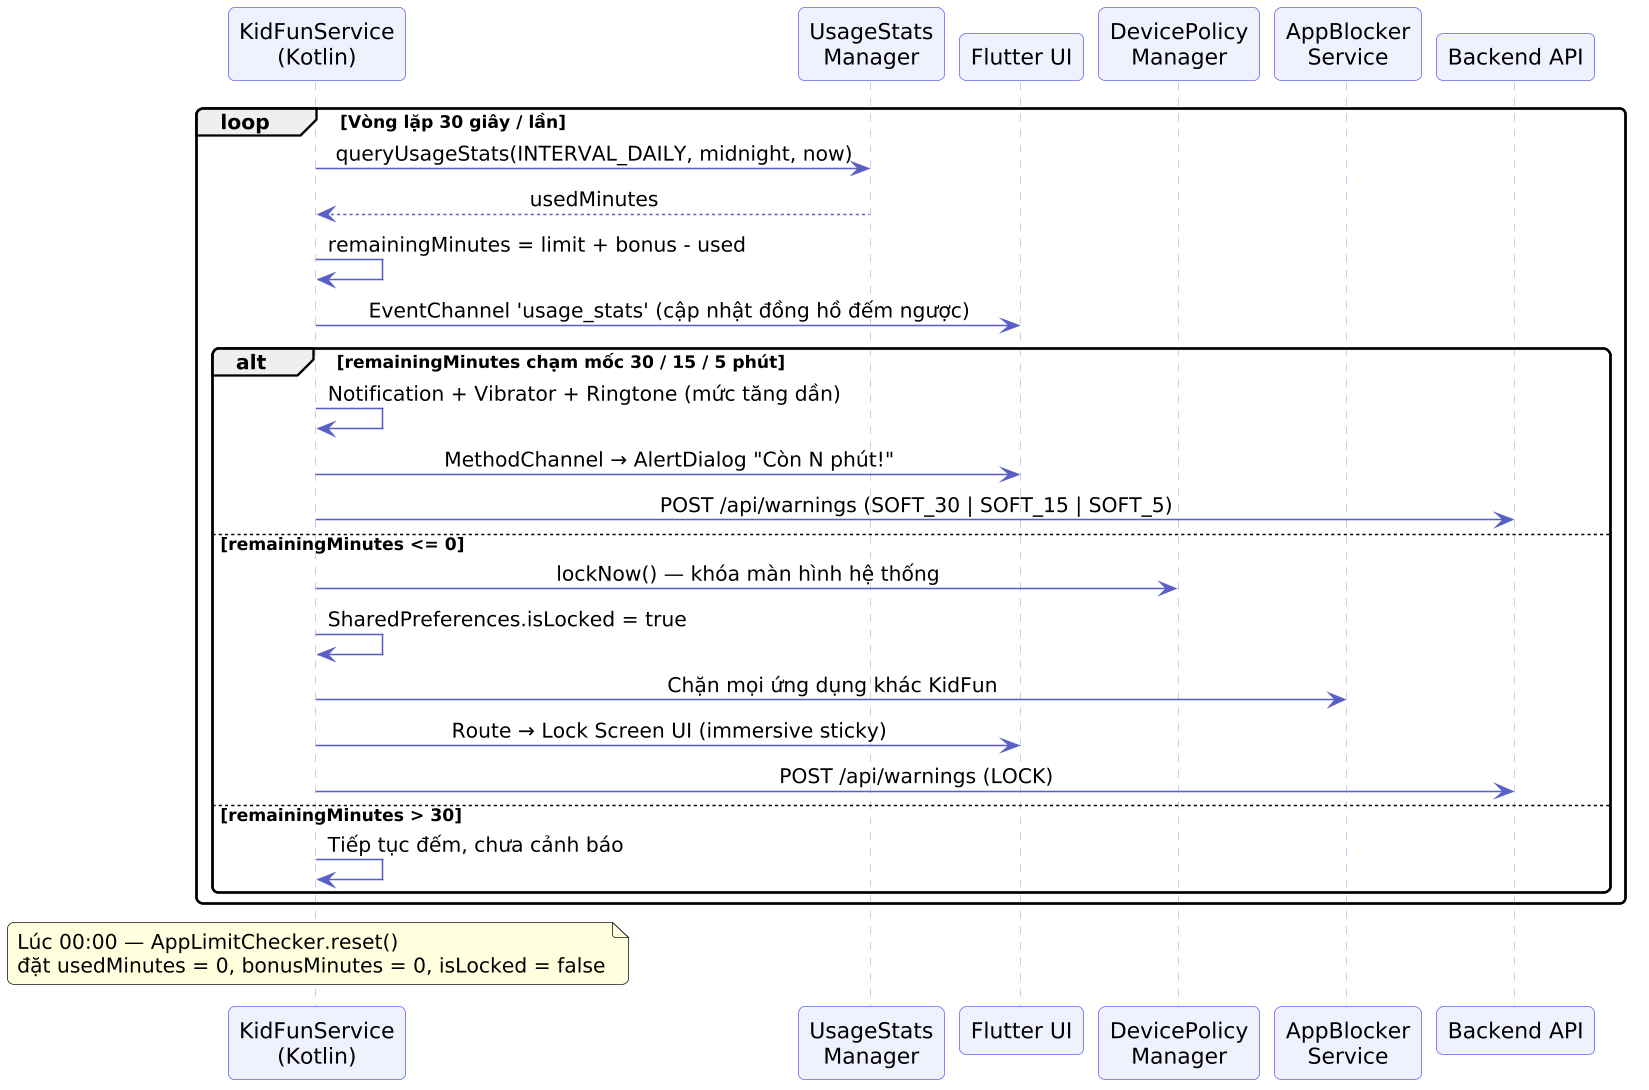 KidFunService
(Kotlin)
UsageStats
Manager
Flutter UI
DevicePolicy
Manager
AppBlocker
Service
Backend API
loop
[Vòng lặp 30 giây / lần]
queryUsageStats(INTERVAL_DAILY, midnight, now)
usedMinutes
remainingMinutes = limit + bonus - used
EventChannel 'usage_stats' (cập nhật đồng hồ đếm ngược)
alt
[remainingMinutes chạm mốc 30 / 15 / 5 phút]
Notification + Vibrator + Ringtone (mức tăng dần)
MethodChannel → AlertDialog "Còn N phút!"
POST /api/warnings (SOFT_30 | SOFT_15 | SOFT_5)
[remainingMinutes <= 0]
lockNow() — khóa màn hình hệ thống
SharedPreferences.isLocked = true
Chặn mọi ứng dụng khác KidFun
Route → Lock Screen UI (immersive sticky)
POST /api/warnings (LOCK)
[remainingMinutes > 30]
Tiếp tục đếm, chưa cảnh báo
Lúc 00:00 — AppLimitChecker.reset()
đặt usedMinutes = 0, bonusMinutes = 0, isLocked = false
KidFunService
(Kotlin)
UsageStats
Manager
Flutter UI
DevicePolicy
Manager
AppBlocker
Service
Backend API